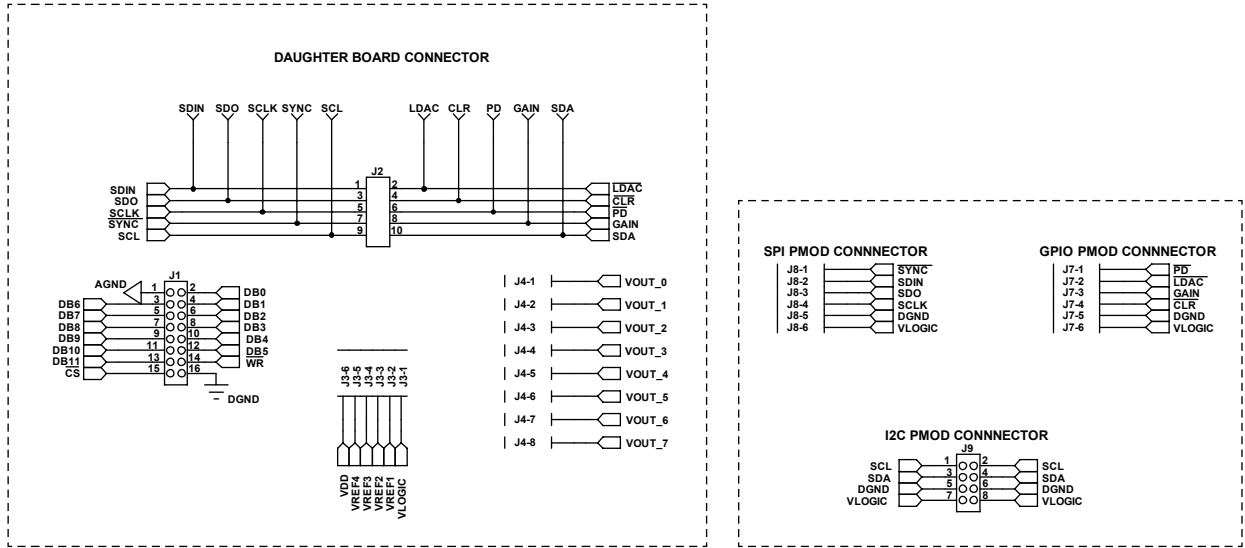 DAUGHTER BOARD CONNECTOR
SDIN SDO SCLK SYNC SCL LDAC CLR PD GAIN SDA
J2
SDIN 1 2 LDAC
SDO 3 4 CLR
SCLK 5 6 PD
SYNC 7 8 GAIN
SCL 9 10 SDA
J1
AGND 1 2 DB0
DB6 3 4 DB1
DB7 5 6 DB2
DB8 7 8 DB3
DB9 9 10 DB4
DB10 11 12 DB5
DB11 13 14 WR
CS 15 16
DGND
J3-6 J3-5 J3-4 J3-3 J3-2 J3-1
VDD VREF4 VREF3 VREF2 VREF1 VLOGIC
J4-1 VOUT_0
J4-2 VOUT_1
J4-3 VOUT_2
J4-4 VOUT_3
J4-5 VOUT_4
J4-6 VOUT_5
J4-7 VOUT_6
J4-8 VOUT_7
SPI PMOD CONNNECTOR
J8-1 SYNC
J8-2 SDIN
J8-3 SDO
J8-4 SCLK
J8-5 DGND
J8-6 VLOGIC
GPIO PMOD CONNNECTOR
J7-1 PD
J7-2 LDAC
J7-3 GAIN
J7-4 CLR
J7-5 DGND
J7-6 VLOGIC
I2C PMOD CONNNECTOR
J9
SCL 1 2 SCL
SDA 3 4 SDA
DGND 5 6 DGND
VLOGIC 7 8 VLOGIC